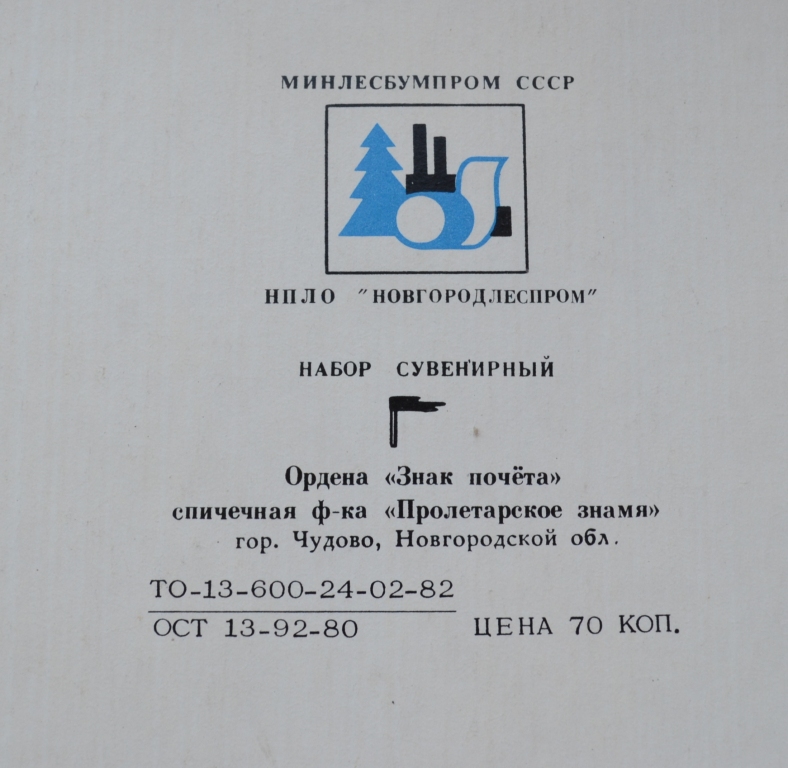 МИНЛЕСБУМПРОМ СССР
НПЛО "НОВГОРОДЛЕСПРОМ"
НАБОР СУВЕНИРНЫЙ
Ордена «Знак почёта»
спичечная ф-ка «Пролетарское знамя»
гор. Чудово, Новгородской обл.
ТО-13-600-24-02-82
ОСТ 13-92-80 ЦЕНА 70 КОП.